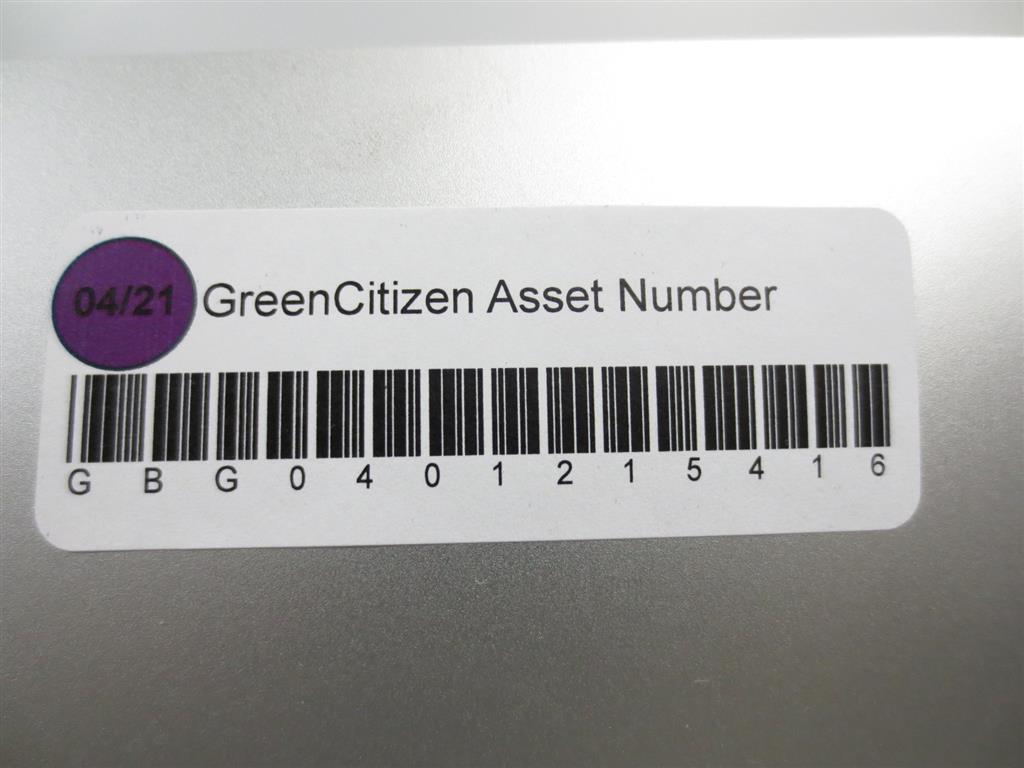 04/21 GreenCitizen Asset Number
G B G 0 4 0 1 2 1 5 4 1 6